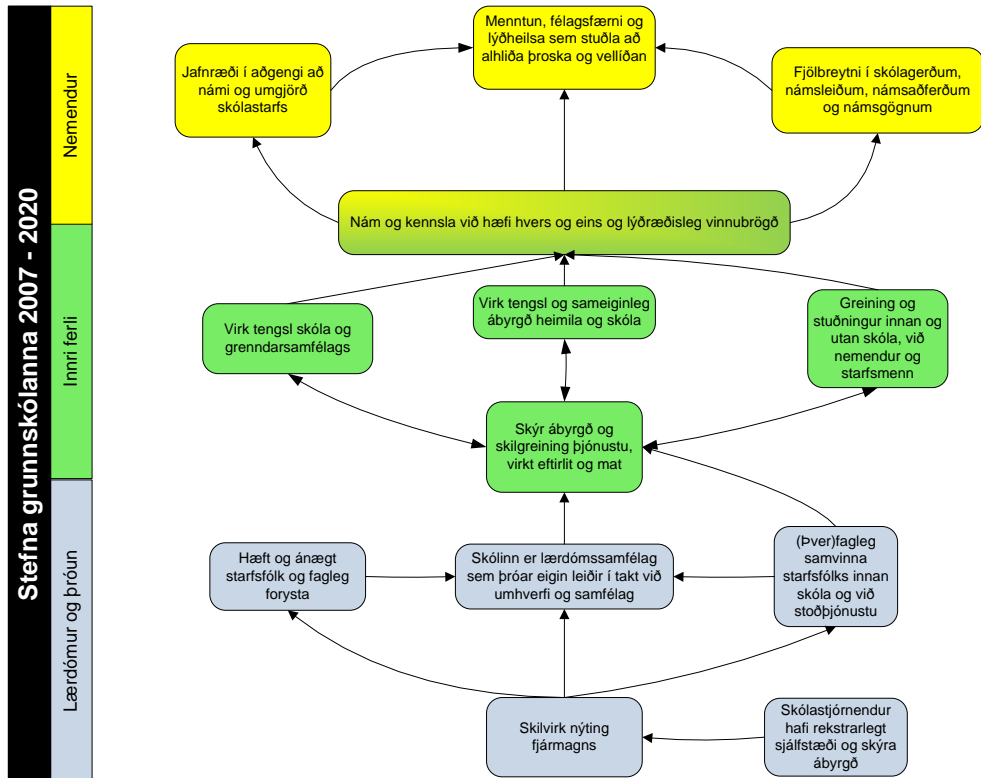 Stefna grunnskólanna 2007 - 2020
Nemendur
Menntun, félagsfærni og
lýðheilsa sem stuðla að
alhliða þroska og vellíðan
Jafnræði í aðgengi að
námi og umgjörð
skólastarfs
Fjölbreytni í skólagerðum,
námsleiðum, námsaðferðum
og námsgögnum
Nám og kennsla við hæfi hvers og eins og lýðræðisleg vinnubrögð
Innri ferli
Virk tengsl skóla og
grenndarsamfélags
Virk tengsl og sameiginleg
ábyrgð heimila og skóla
Greining og
stuðningur innan og
utan skóla, við
nemendur og
starfsmenn
Skýr ábyrgð og
skilgreining þjónustu,
virkt eftirlit og mat
Lærdómur og þróun
Hæft og ánægt
starfsfólk og fagleg
forysta
Skólinn er lærdómssamfélag
sem þróar eigin leiðir í takt við
umhverfi og samfélag
(Þver)fagleg
samvinna
starfsfólks innan
skóla og við
stoðþjónustu
Skilvirk nýting
fjármagns
Skólastjórnendur
hafi rekstrarlegt
sjálfstæði og skýra
ábyrgð